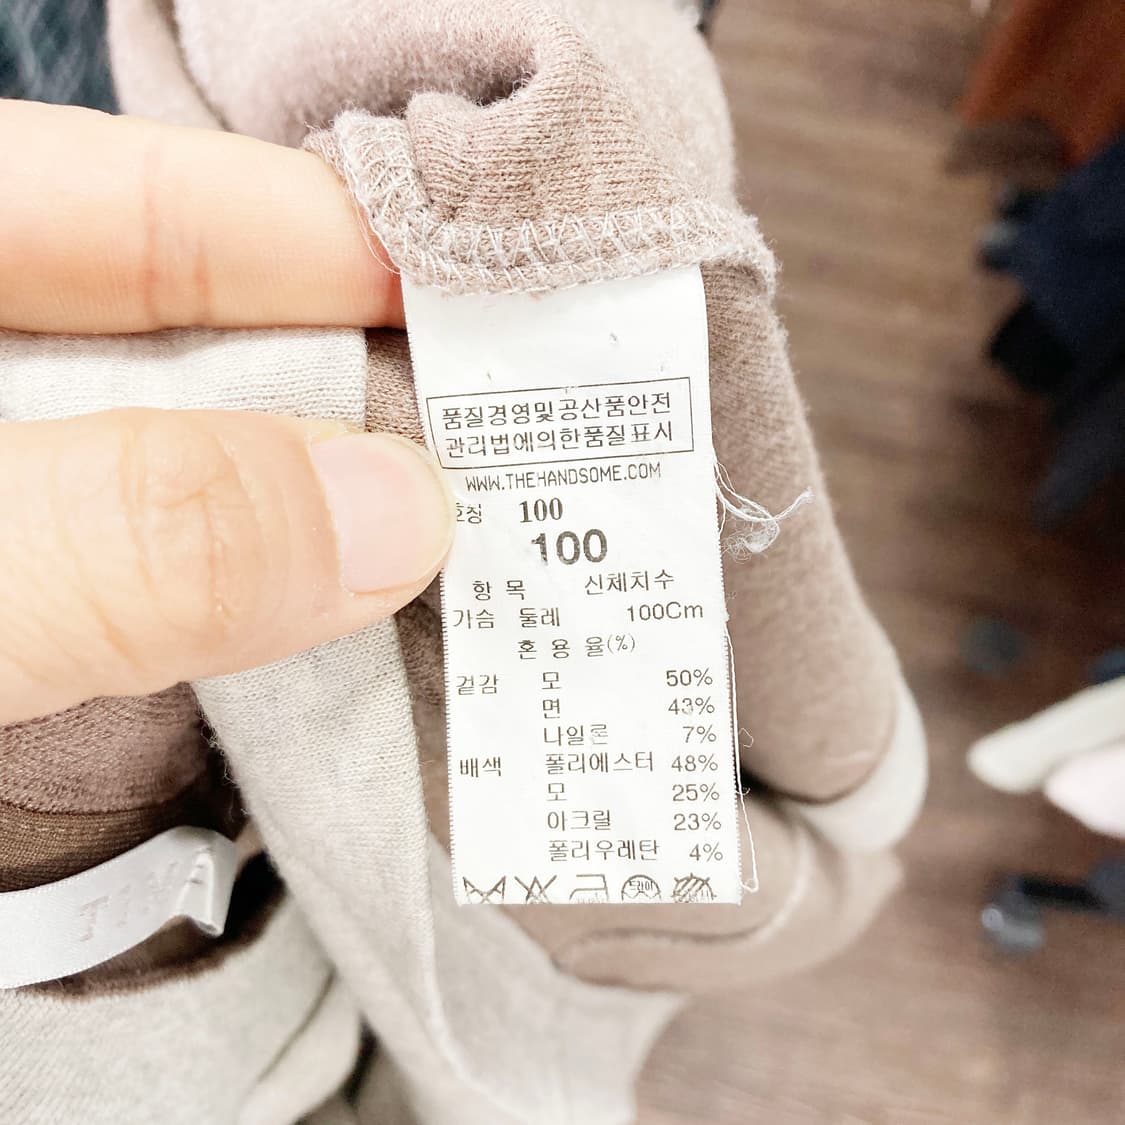 품질경영및공산품안전
관리법에의한품질표시
WWW.THEHANDSOME.COM
호칭 100
100
항 목 신체치수
가슴 둘레 100Cm
혼 용 율(%)
겉감 모 50%
면 43%
나일론 7%
배색 폴리에스터 48%
모 25%
아크릴 23%
폴리우레탄 4%
드라이